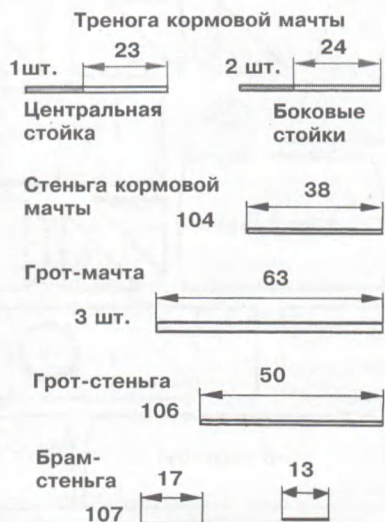 Тренога кормовой мачты
23
1шт.
Центральная
стойка
24
2 шт.
Боковые
стойки
Стеньга кормовой
мачты
104
38
Грот-мачта
63
3 шт.
Грот-стеньга
50
106
Брам-
стеньга
17
13
107